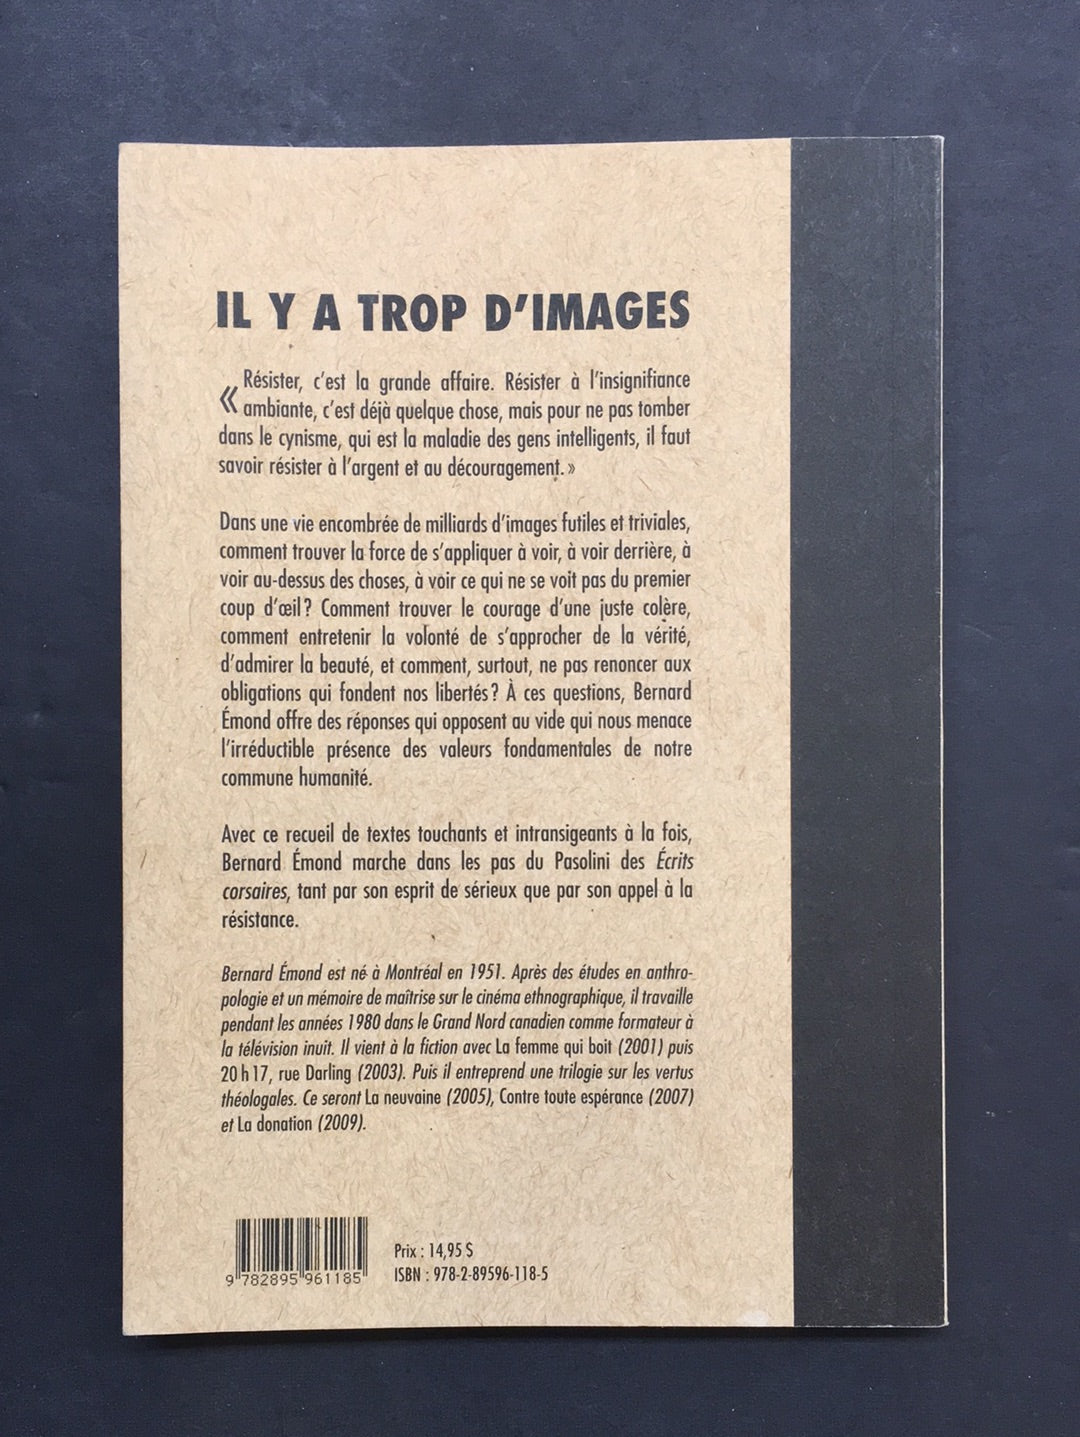 IL Y A TROP D'IMAGES
« Résister, c'est la grande affaire. Résister à l'insignifiance
ambiante, c'est déjà quelque chose, mais pour ne pas tomber
dans le cynisme, qui est la maladie des gens intelligents, il faut
savoir résister à l'argent et au découragement. »
Dans une vie encombrée de milliards d'images futiles et triviales,
comment trouver la force de s'appliquer à voir, à voir derrière, à
voir au-dessus des choses, à voir ce qui ne se voit pas du premier
coup d'œil ? Comment trouver le courage d'une juste colère,
comment entretenir la volonté de s'approcher de la vérité,
d'admirer la beauté, et comment, surtout, ne pas renoncer aux
obligations qui fondent nos libertés ? À ces questions, Bernard
Émond offre des réponses qui opposent au vide qui nous menace
l'irréductible présence des valeurs fondamentales de notre
commune humanité.
Avec ce recueil de textes touchants et intransigeants à la fois,
Bernard Émond marche dans les pas du Pasolini des Écrits
corsaires, tant par son esprit de sérieux que par son appel à la
résistance.
Bernard Émond est né à Montréal en 1951. Après des études en anthro-
pologie et un mémoire de maîtrise sur le cinéma ethnographique, il travaille
pendant les années 1980 dans le Grand Nord canadien comme formateur à
la télévision inuit. Il vient à la fiction avec La femme qui boit (2001) puis
20 h 17, rue Darling (2003). Puis il entreprend une trilogie sur les vertus
théologales. Ce seront La neuvaine (2005), Contre toute espérance (2007)
et La donation (2009).
Prix : 14,95 $
ISBN : 978-2-89596-118-5
9 782895 961185